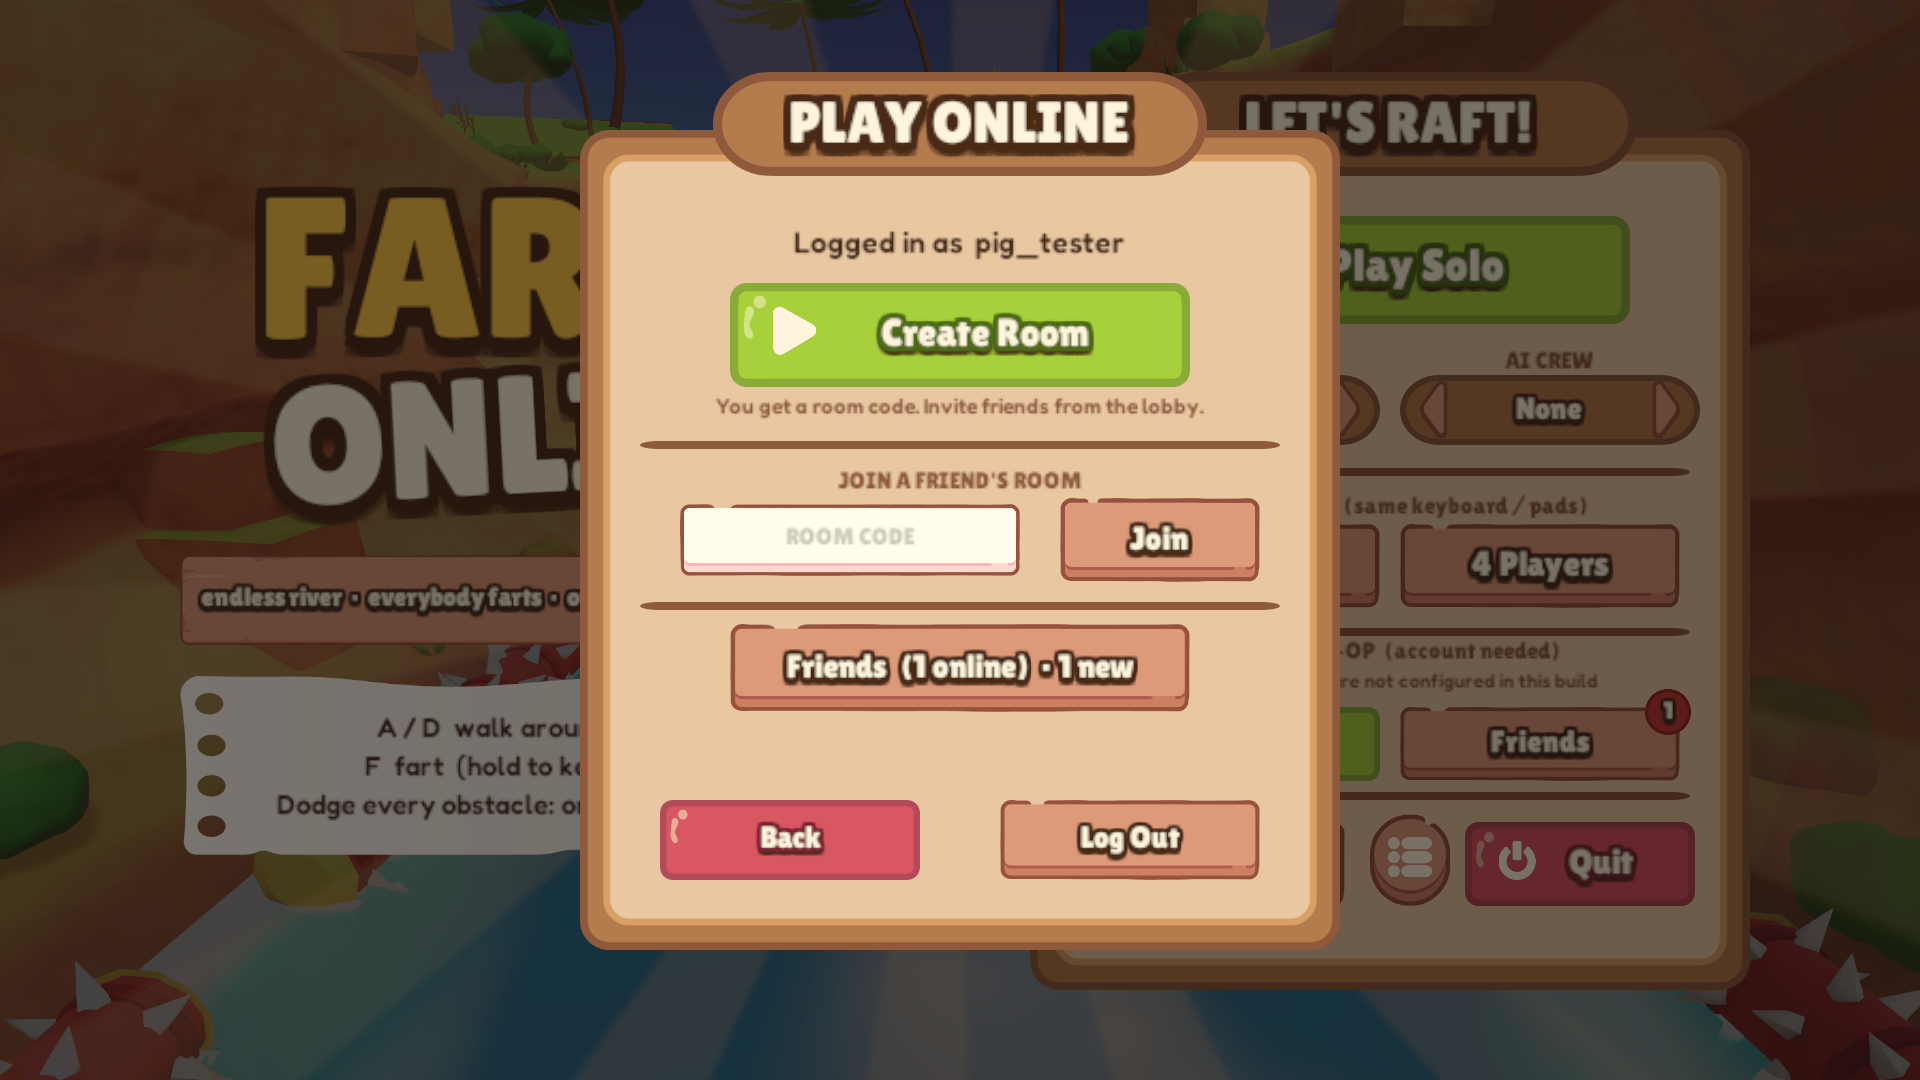 PLAY ONLINE
LET'S RAFT!
Logged in as pig_tester
Create Room
You get a room code. Invite friends from the lobby.
JOIN A FRIEND'S ROOM
ROOM CODE
Join
Friends (1 online) · 1 new
Back
Log Out
FAR
ONL
endless river · everybody farts ·
A / D walk
F fart (hold to
Dodge every obstacle:
Play Solo
AI CREW
None
(same keyboard / pads)
4 Players
-OP (account needed)
not configured in this build
Friends
1
Quit